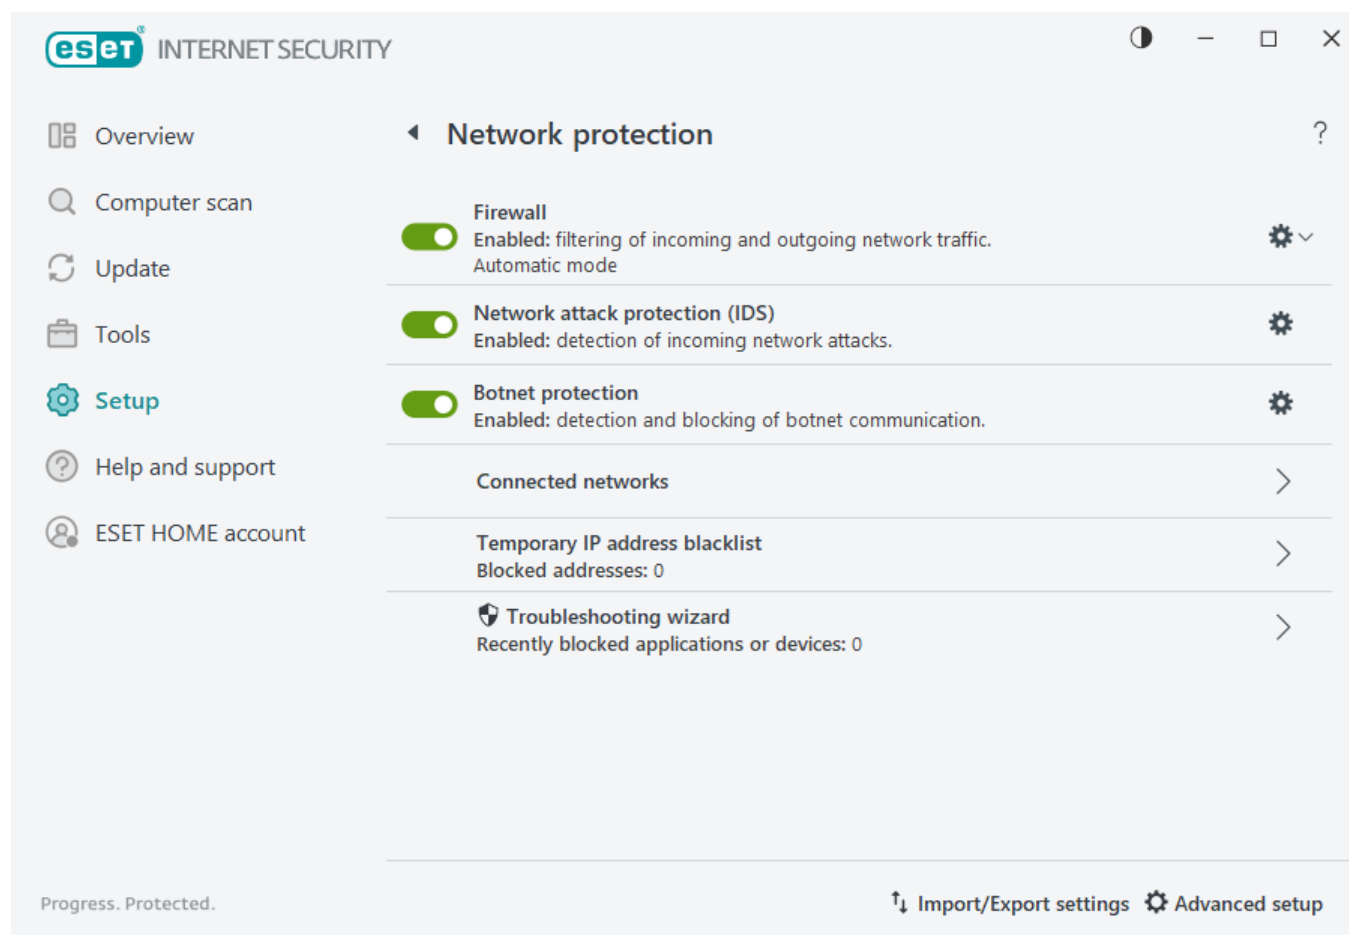 eset® INTERNET SECURITY
Overview
Computer scan
Update
Tools
Setup
Help and support
ESET HOME account
Network protection
?
Firewall
Enabled: filtering of incoming and outgoing network traffic.
Automatic mode
Network attack protection (IDS)
Enabled: detection of incoming network attacks.
Botnet protection
Enabled: detection and blocking of botnet communication.
Connected networks
Temporary IP address blacklist
Blocked addresses: 0
Troubleshooting wizard
Recently blocked applications or devices: 0
Progress. Protected.
Import/Export settings Advanced setup